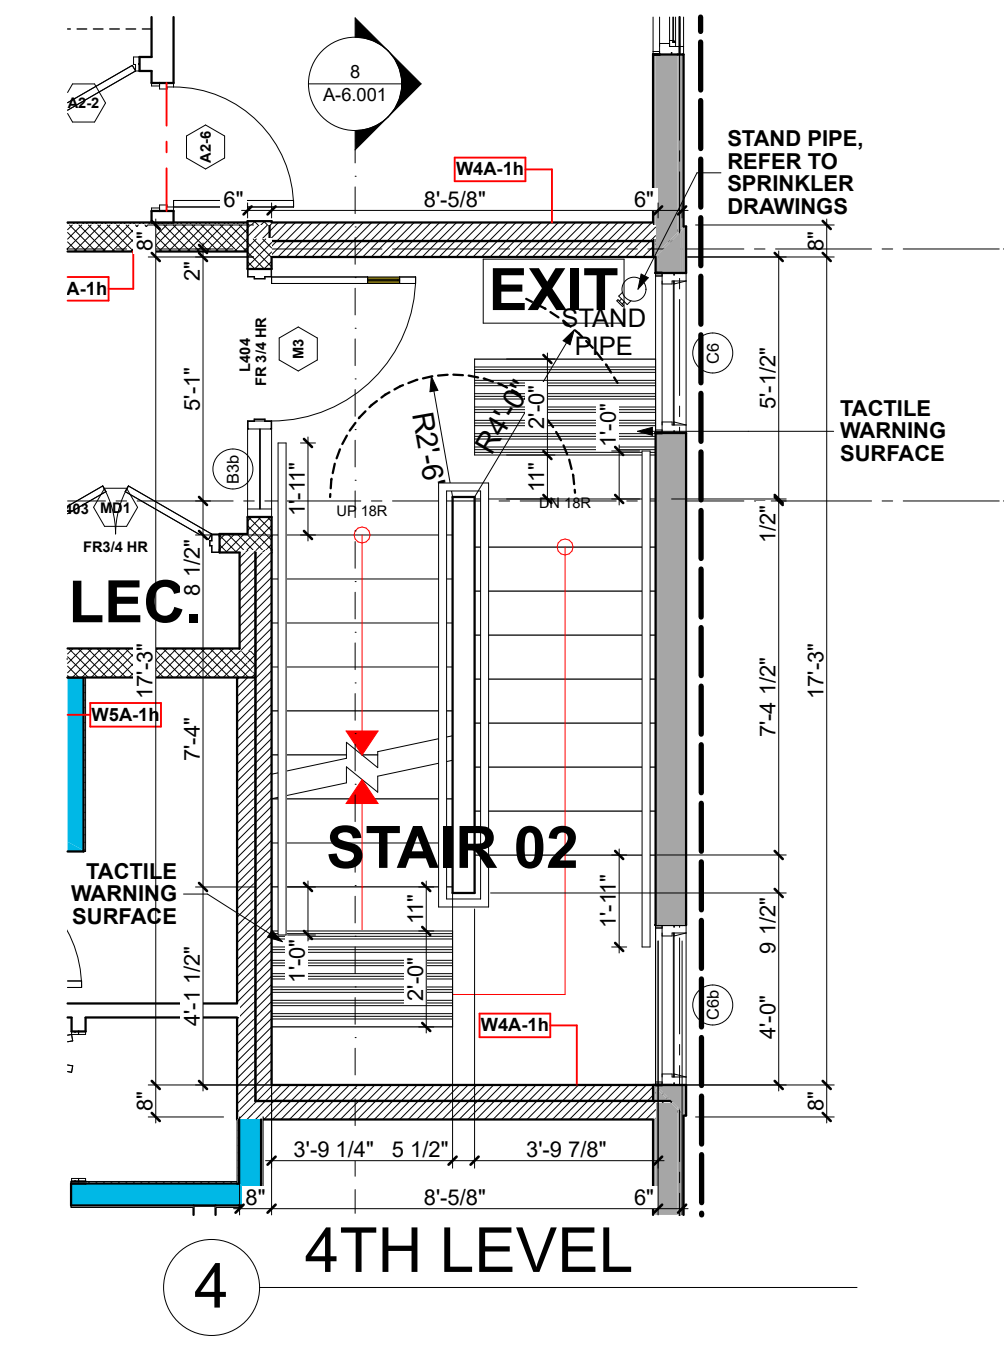 8
A-6.001
A2-2
A2-6
STAND PIPE,
REFER TO
SPRINKLER
DRAWINGS
W4A-1h
6"
8'-5/8"
6"
8"
8"
A-1h
2"
EXIT
STAND
PIPE
L404
FR 3/4 HR
M3
C6
5'-1"
5'-1/2"
R2'-6"
R4'-0"
2'-0"
1'-0"
TACTILE
WARNING
SURFACE
B3b
1'-11"
11"
UP 18R
DN 18R
1/2"
403
MD1
FR3/4 HR
8 1/2"
LEC.
17'-3"
7'-4 1/2"
17'-3"
W5A-1h
7'-4"
STAIR 02
TACTILE
WARNING
SURFACE
11"
1'-11"
9 1/2"
1'-0"
2'-0"
4'-1 1/2"
C6b
4'-0"
W4A-1h
8"
8"
3'-9 1/4"
5 1/2"
3'-9 7/8"
8"
8'-5/8"
6"
4TH LEVEL
4